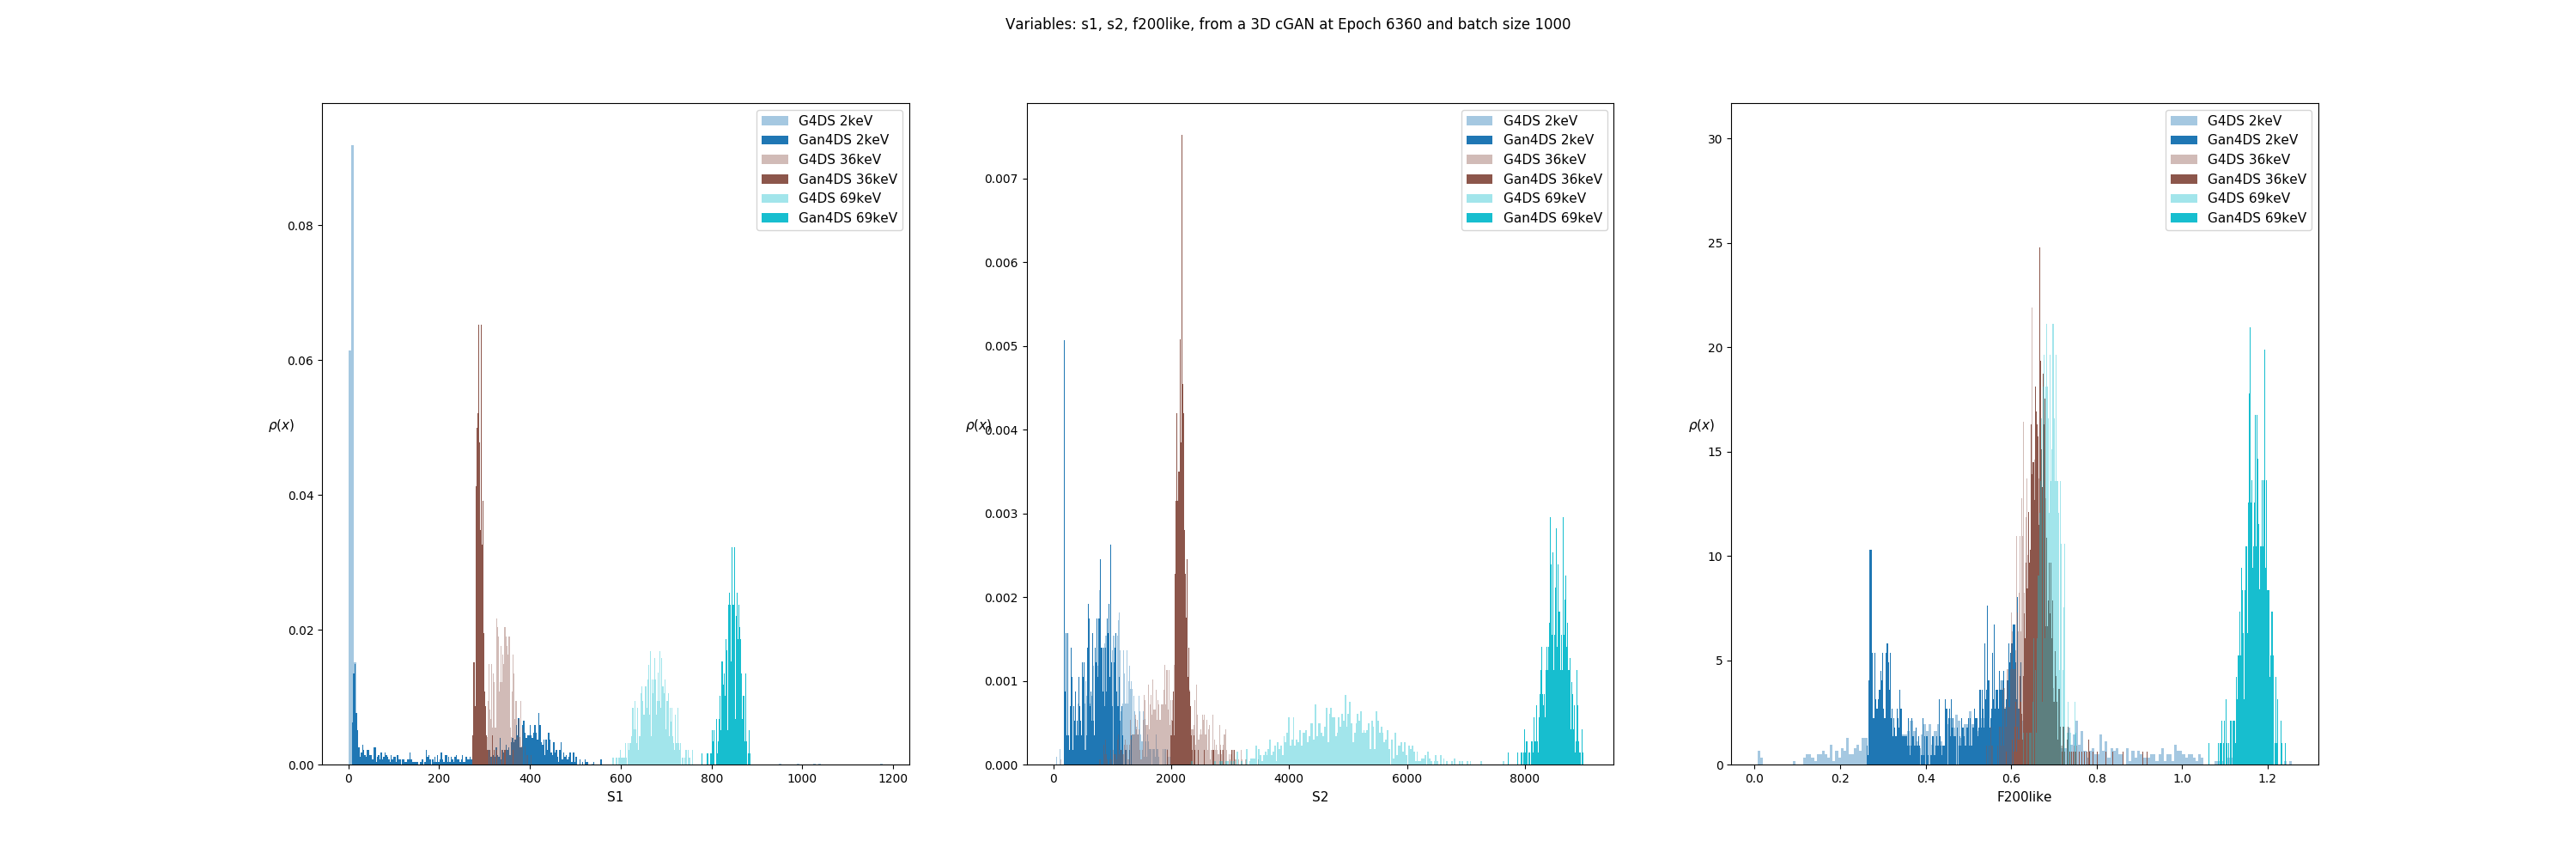 Variables: s1, s2, f200like, from a 3D cGAN at Epoch 6360 and batch size 1000
G4DS 2keV
Gan4DS 2keV
G4DS 36keV
Gan4DS 36keV
G4DS 69keV
Gan4DS 69keV
0.08
0.06
ρ(x)
0.04
0.02
0.00
0 200 400 600 800 1000 1200
S1
G4DS 2keV
Gan4DS 2keV
G4DS 36keV
Gan4DS 36keV
G4DS 69keV
Gan4DS 69keV
0.007
0.006
0.005
ρ(x)
0.004
0.003
0.002
0.001
0.000
0 2000 4000 6000 8000
S2
G4DS 2keV
Gan4DS 2keV
G4DS 36keV
Gan4DS 36keV
G4DS 69keV
Gan4DS 69keV
30
25
20
ρ(x)
15
10
5
0
0.0 0.2 0.4 0.6 0.8 1.0 1.2
F200like